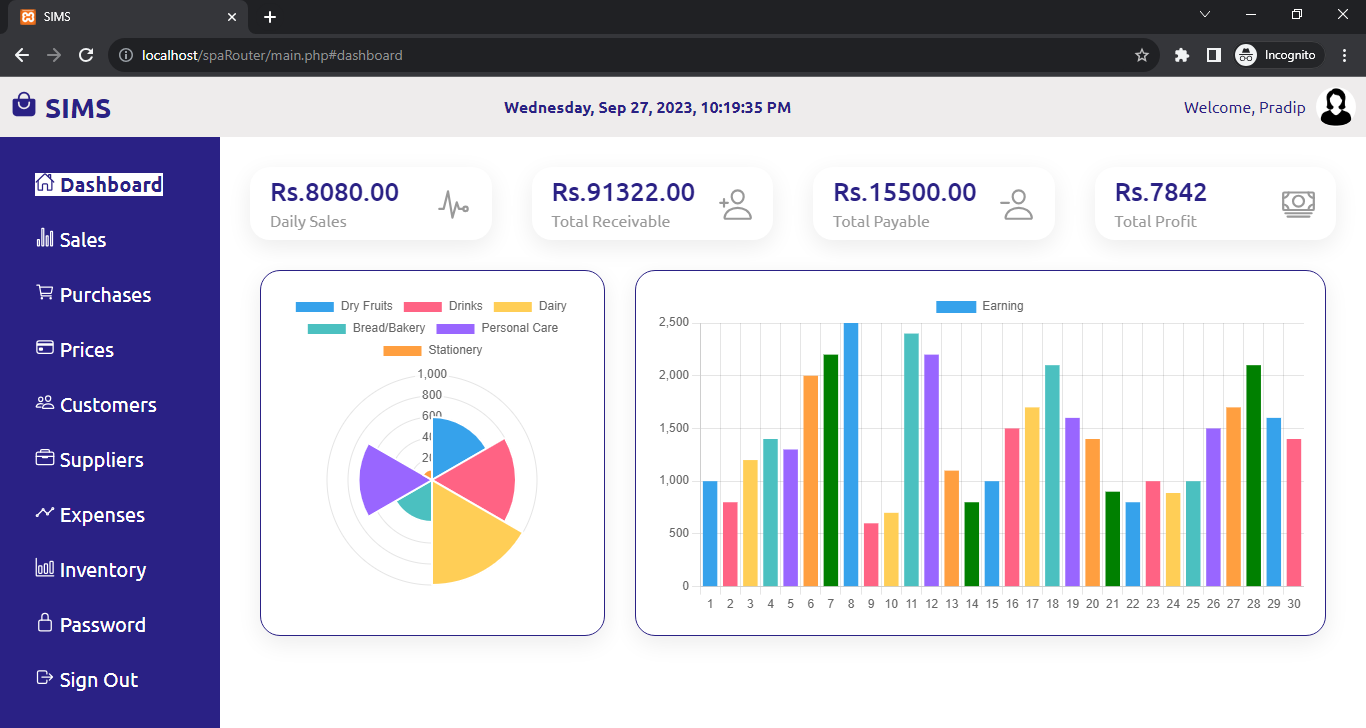 SIMS
localhost/spaRouter/main.php#dashboard
Incognito
SIMS
Wednesday, Sep 27, 2023, 10:19:35 PM
Welcome, Pradip
Dashboard
Sales
Purchases
Prices
Customers
Suppliers
Expenses
Inventory
Password
Sign Out
Rs.8080.00
Daily Sales
Rs.91322.00
Total Receivable
Rs.15500.00
Total Payable
Rs.7842
Total Profit
Dry Fruits Drinks Dairy
Bread/Bakery Personal Care
Stationery
1,000
800
Earning
2,500
2,000
1,500
1,000
500
0
1 2 3 4 5 6 7 8 9 10 11 12 13 14 15 16 17 18 19 20 21 22 23 24 25 26 27 28 29 30